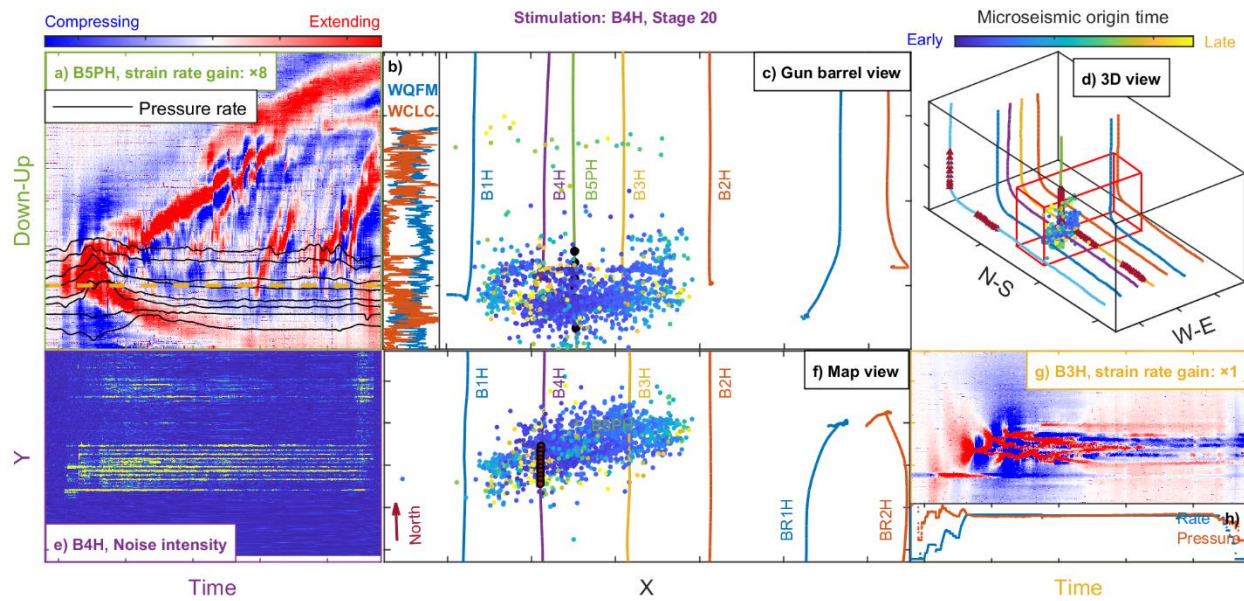 Stimulation: B4H, Stage 20
Compressing
Extending
Microseismic origin time
Early
Late
a) B5PH, strain rate gain: ×8
Pressure rate
b)
WQFM
WCLC
c) Gun barrel view
d) 3D view
Down-Up
B1H
B4H
B5PH
B3H
B2H
N-S
W-E
e) B4H, Noise intensity
Y
B1H
B4H
B5PH
B3H
B2H
f) Map view
BR1H
BR2H
North
g) B3H, strain rate gain: ×1
h)
Rate
Pressure
Time
X
Time